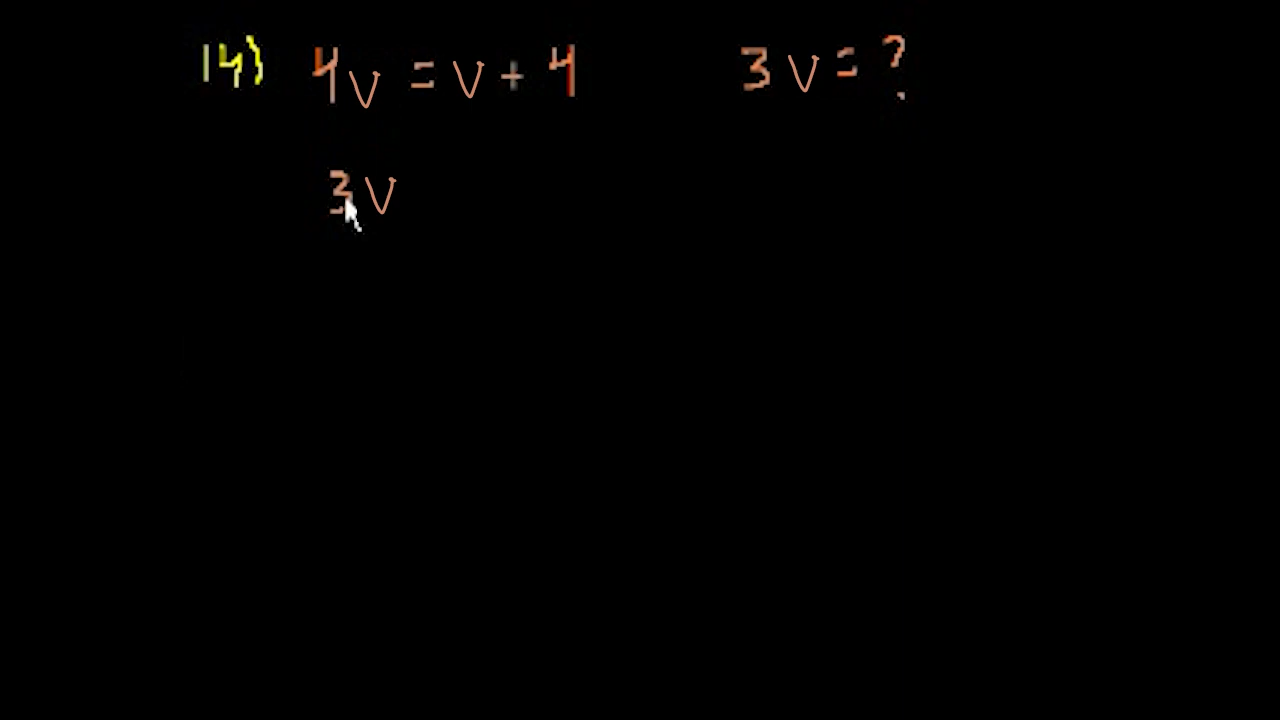 14) 4v = v + 4 3v = ?
3v